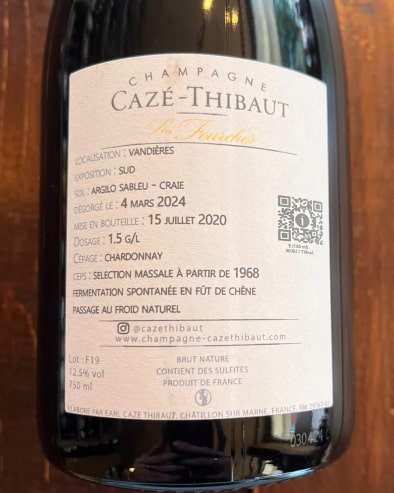 CHAMPAGNE
CAZÉ-THIBAUT
Les Fourches
LOCALISATION : VANDIÈRES
EXPOSITION : SUD
SOL : ARGILO SABLEU - CRAIE
DÉGORGÉ LE : 4 MARS 2024
MISE EN BOUTEILLE : 15 JUILLET 2020
DOSAGE : 1.5 G/L
CÉPAGE : CHARDONNAY
CEPS : SELECTION MASSALE À PARTIR DE 1968
FERMENTATION SPONTANÉE EN FÛT DE CHÊNE
PASSAGE AU FROID NATUREL
@cazethibaut
www.champagne-cazethibaut.com
Lot : F19
12.5% vol
750 ml
BRUT NATURE
CONTIENT DES SULFITES
PRODUIT DE FRANCE
ELABORÉ PAR EARL CAZÉ THIBAUT, CHÂTILLON SUR MARNE, FRANCE, RM